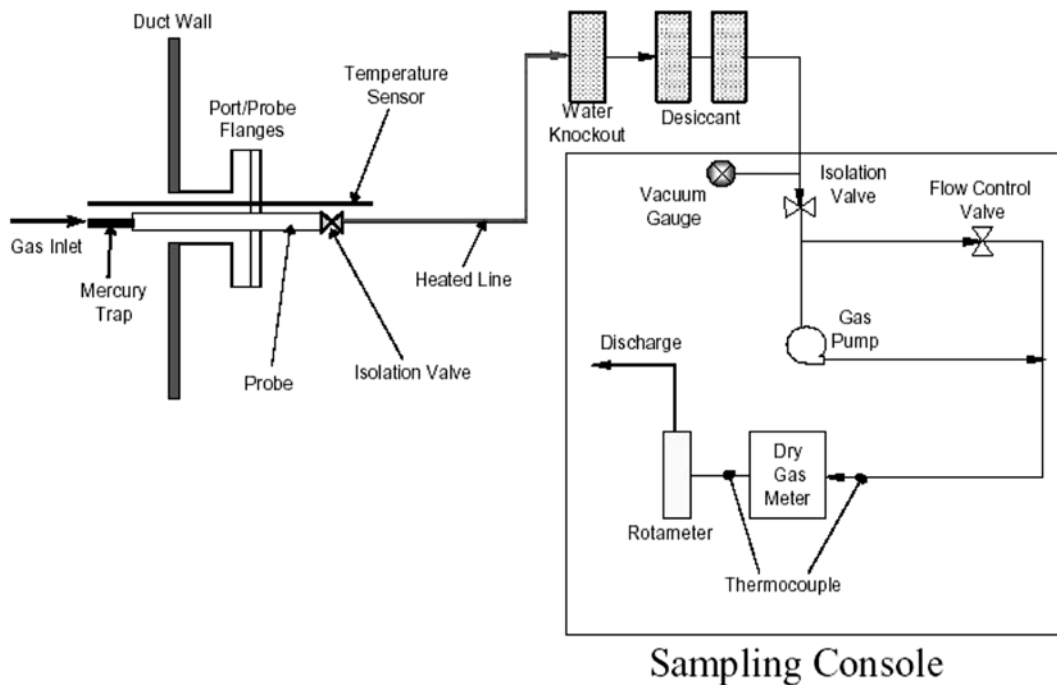 Duct Wall
Temperature
Sensor
Port/Probe
Flanges
Gas Inlet
Mercury
Trap
Probe
Isolation Valve
Heated Line
Water
Knockout
Desiccant
Vacuum
Gauge
Isolation
Valve
Flow Control
Valve
Gas
Pump
Discharge
Dry
Gas
Meter
Rotameter
Thermocouple
Sampling Console